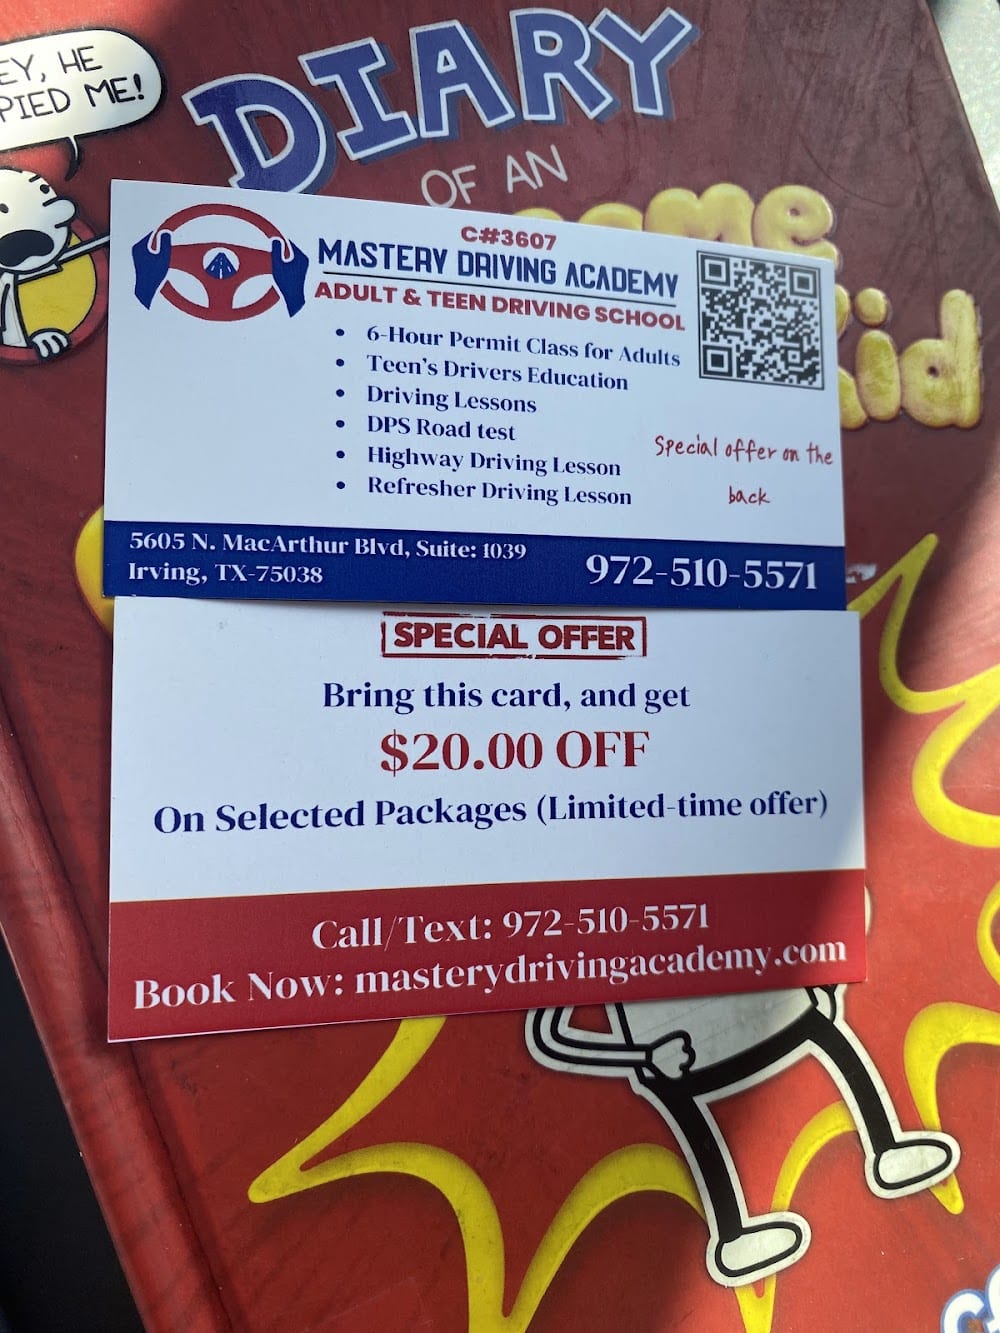 HE
ME!
DIARY
OF AN
C#3607
MASTERY DRIVING ACADEMY
ADULT & TEEN DRIVING SCHOOL
• 6-Hour Permit Class for Adults
• Teen's Drivers Education
• Driving Lessons
• DPS Road test
• Highway Driving Lesson
• Refresher Driving Lesson
Special offer on the
back
5605 N. MacArthur Blvd, Suite: 1039
Irving, TX-75038
972-510-5571
SPECIAL OFFER
Bring this card, and get
$20.00 OFF
On Selected Packages (Limited-time offer)
Call/Text: 972-510-5571
Book Now: masterydrivingacademy.com